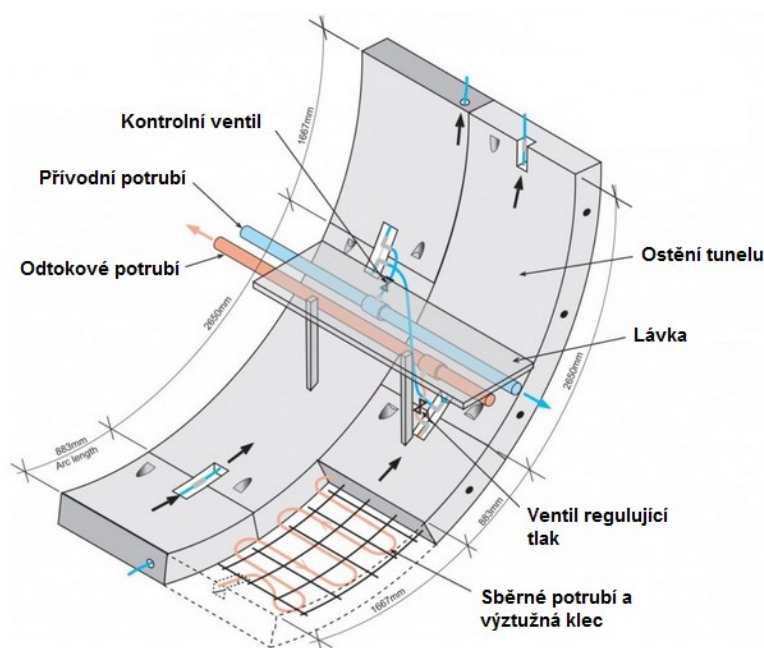 1667mm
Kontrolní ventil
Přívodní potrubí
Odtokové potrubí
Ostění tunelu
2650mm
Lávka
2650mm
883mm
Arc length
883mm
Ventil regulující
tlak
1667mm
Sběrné potrubí a
výztužná klec